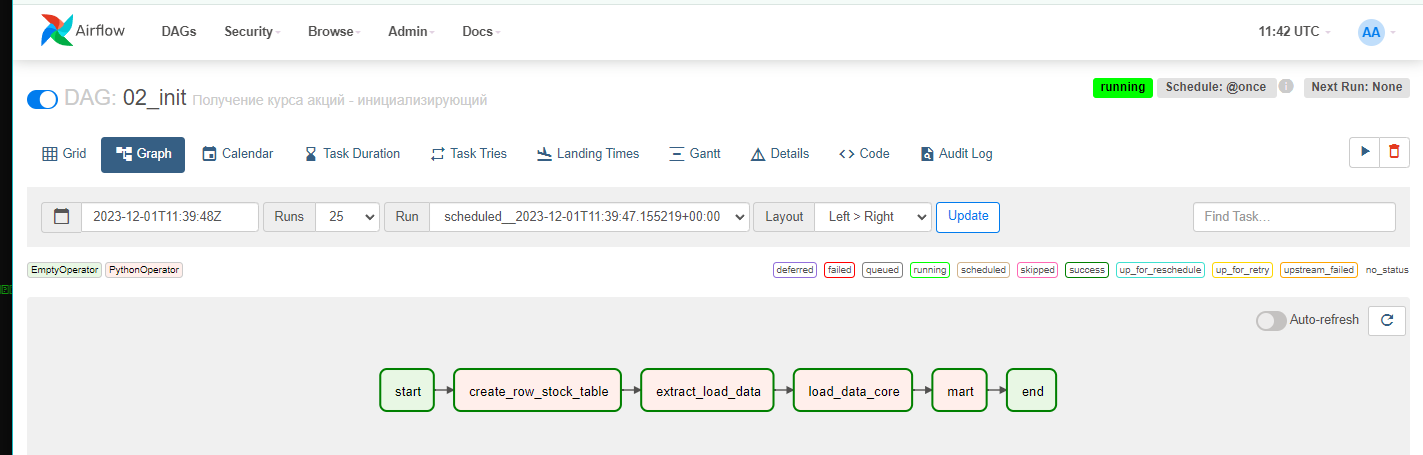 Airflow DAGs Security Browse Admin Docs 11:42 UTC AA
DAG: 02_init Получение курса акций - инициализирующий running Schedule: @once i Next Run: None
Grid Graph Calendar Task Duration Task Tries Landing Times Gantt Details Code Audit Log
2023-12-01T11:39:48Z Runs 25 Run scheduled__2023-12-01T11:39:47.155219+00:00 Layout Left > Right Update Find Task...
EmptyOperator PythonOperator deferred failed queued running scheduled skipped success up_for_reschedule up_for_retry upstream_failed no_status
Auto-refresh
start create_row_stock_table extract_load_data load_data_core mart end